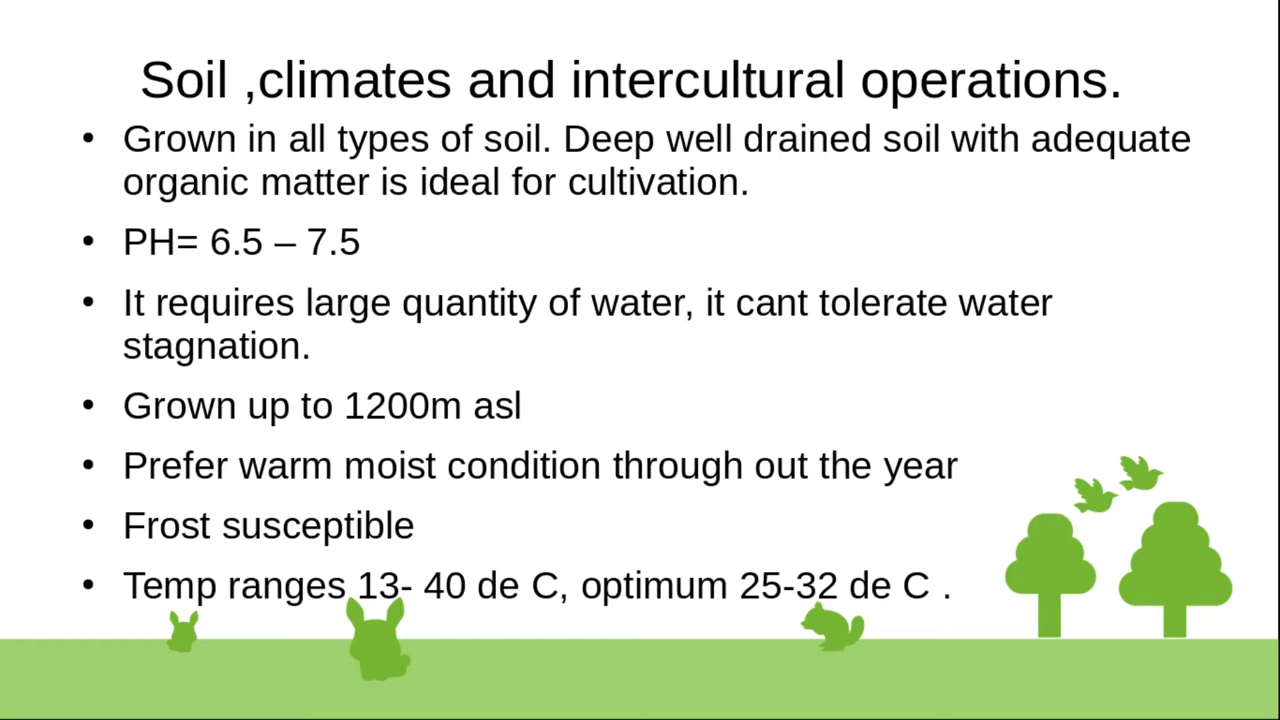 Soil ,climates and intercultural operations.
• Grown in all types of soil. Deep well drained soil with adequate
organic matter is ideal for cultivation.
• PH= 6.5 – 7.5
• It requires large quantity of water, it cant tolerate water
stagnation.
• Grown up to 1200m asl
• Prefer warm moist condition through out the year
• Frost susceptible
• Temp ranges 13- 40 de C, optimum 25-32 de C .